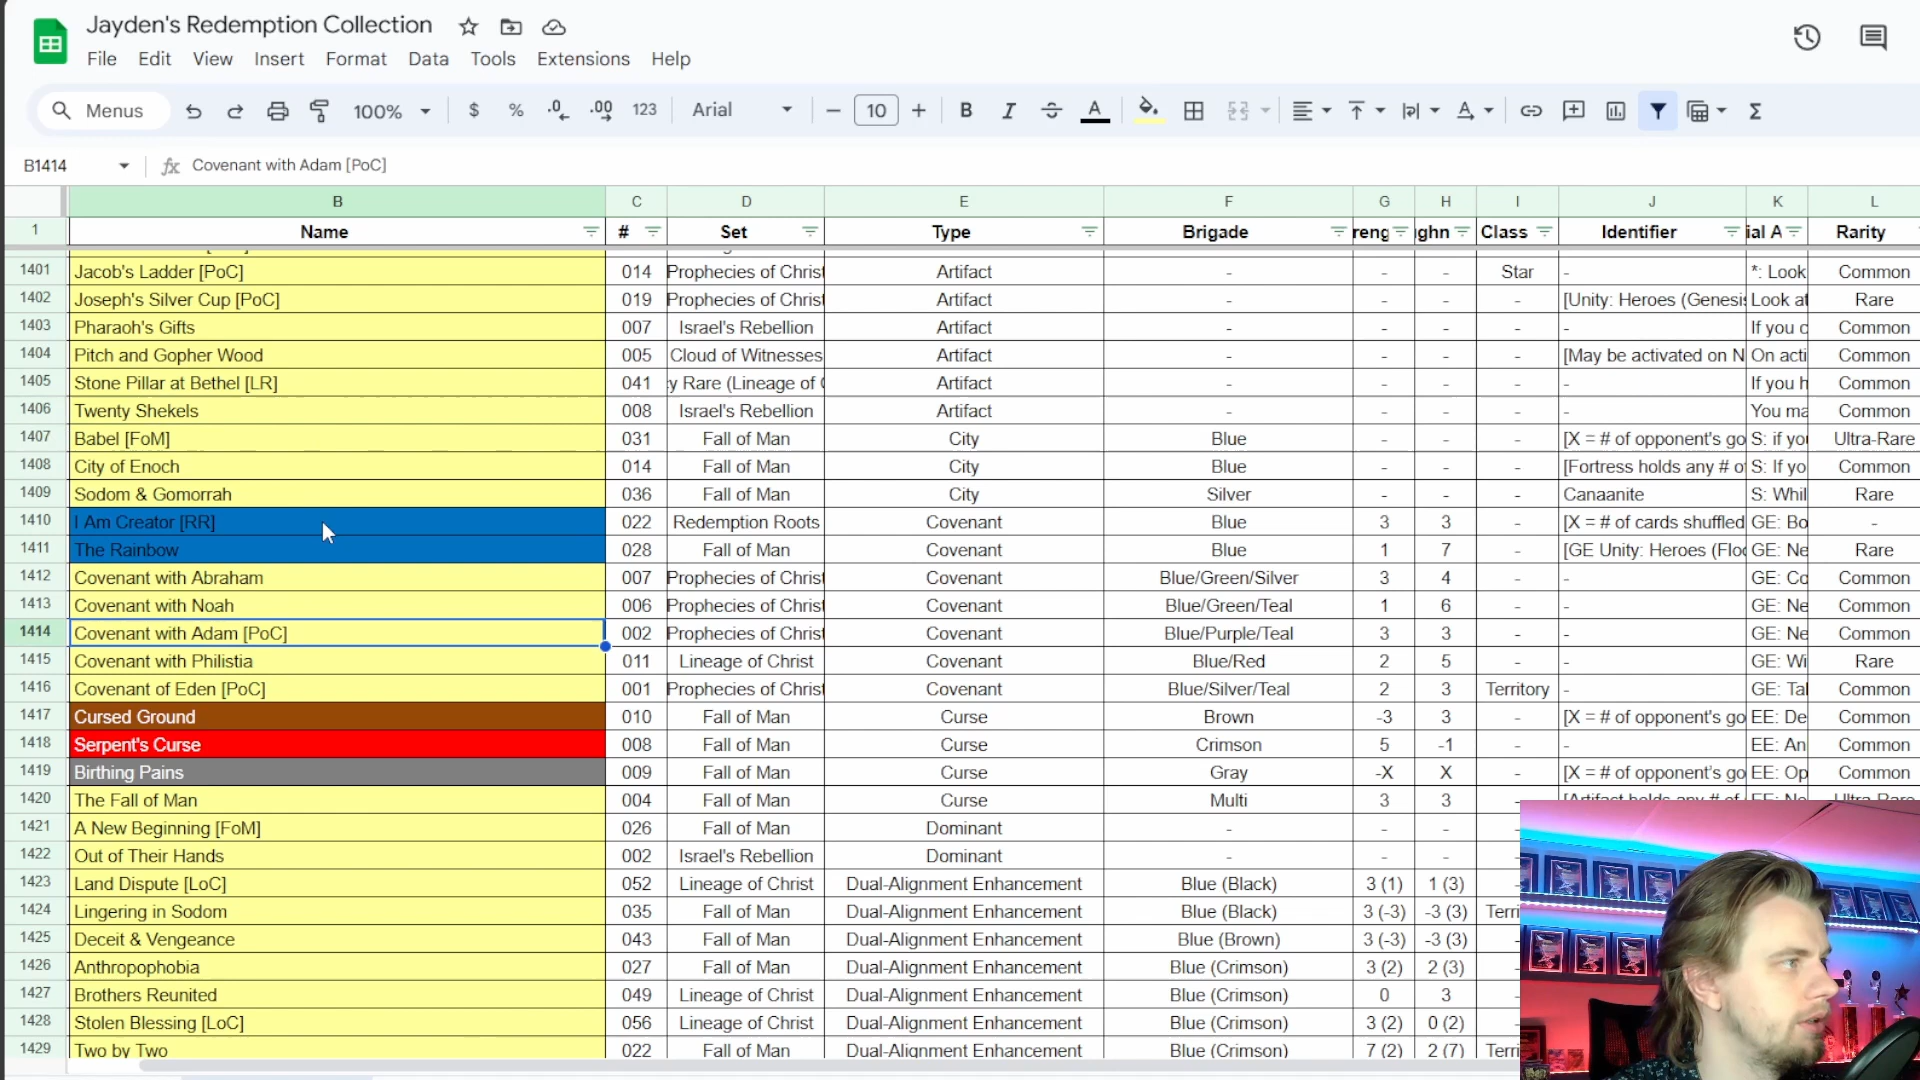 Jayden's Redemption Collection
File Edit View Insert Format Data Tools Extensions Help
Menus 100% $ % .0 .00 123 Arial 10 B I A
B1414 fx Covenant with Adam [PoC]
B C D E F G H I J K L
1 Name # Set Type Brigade reng ghn Class Identifier ial A Rarity
1401 Jacob's Ladder [PoC] 014 Prophecies of Christ Artifact - - - Star - *: Look Common
1402 Joseph's Silver Cup [PoC] 019 Prophecies of Christ Artifact - - - - [Unity: Heroes (Genesis Look at Rare
1403 Pharaoh's Gifts 007 Israel's Rebellion Artifact - - - - - If you c Common
1404 Pitch and Gopher Wood 005 Cloud of Witnesses Artifact - - - - [May be activated on N On acti Common
1405 Stone Pillar at Bethel [LR] 041 y Rare (Lineage of Artifact - - - - - If you h Common
1406 Twenty Shekels 008 Israel's Rebellion Artifact - - - - - You ma Common
1407 Babel [FoM] 031 Fall of Man City Blue - - - [X = # of opponent's go S: if you Ultra-Rare
1408 City of Enoch 014 Fall of Man City Blue - - - [Fortress holds any # of S: If yo Common
1409 Sodom & Gomorrah 036 Fall of Man City Silver - - - Canaanite S: Whil Rare
1410 I Am Creator [RR] 022 Redemption Roots Covenant Blue 3 3 - [X = # of cards shuffled GE: Bo -
1411 The Rainbow 028 Fall of Man Covenant Blue 1 7 - [GE Unity: Heroes (Floo GE: Ne Rare
1412 Covenant with Abraham 007 Prophecies of Christ Covenant Blue/Green/Silver 3 4 - - GE: Co Common
1413 Covenant with Noah 006 Prophecies of Christ Covenant Blue/Green/Teal 1 6 - - GE: Ne Common
1414 Covenant with Adam [PoC] 002 Prophecies of Christ Covenant Blue/Purple/Teal 3 3 - - GE: Ne Common
1415 Covenant with Philistia 011 Lineage of Christ Covenant Blue/Red 2 5 - - GE: Wi Rare
1416 Covenant of Eden [PoC] 001 Prophecies of Christ Covenant Blue/Silver/Teal 2 3 Territory - GE: Tal Common
1417 Cursed Ground 010 Fall of Man Curse Brown -3 3 - [X = # of opponent's go EE: De Common
1418 Serpent's Curse 008 Fall of Man Curse Crimson 5 -1 - - EE: An Common
1419 Birthing Pains 009 Fall of Man Curse Gray -X X - [X = # of opponent's go EE: Op Common
1420 The Fall of Man 004 Fall of Man Curse Multi 3 3 - [Artifact holds any # of EE: Ne Ultra-Rare
1421 A New Beginning [FoM] 026 Fall of Man Dominant - - - -
1422 Out of Their Hands 002 Israel's Rebellion Dominant - - - -
1423 Land Dispute [LoC] 052 Lineage of Christ Dual-Alignment Enhancement Blue (Black) 3 (1) 1 (3) -
1424 Lingering in Sodom 035 Fall of Man Dual-Alignment Enhancement Blue (Black) 3 (-3) -3 (3) Terri
1425 Deceit & Vengeance 043 Fall of Man Dual-Alignment Enhancement Blue (Brown) 3 (-3) -3 (3) -
1426 Anthropophobia 027 Fall of Man Dual-Alignment Enhancement Blue (Crimson) 3 (2) 2 (3) -
1427 Brothers Reunited 049 Lineage of Christ Dual-Alignment Enhancement Blue (Crimson) 0 3 -
1428 Stolen Blessing [LoC] 056 Lineage of Christ Dual-Alignment Enhancement Blue (Crimson) 3 (2) 0 (2) -
1429 Two by Two 022 Fall of Man Dual-Alignment Enhancement Blue (Crimson) 7 (2) 2 (7) Terri